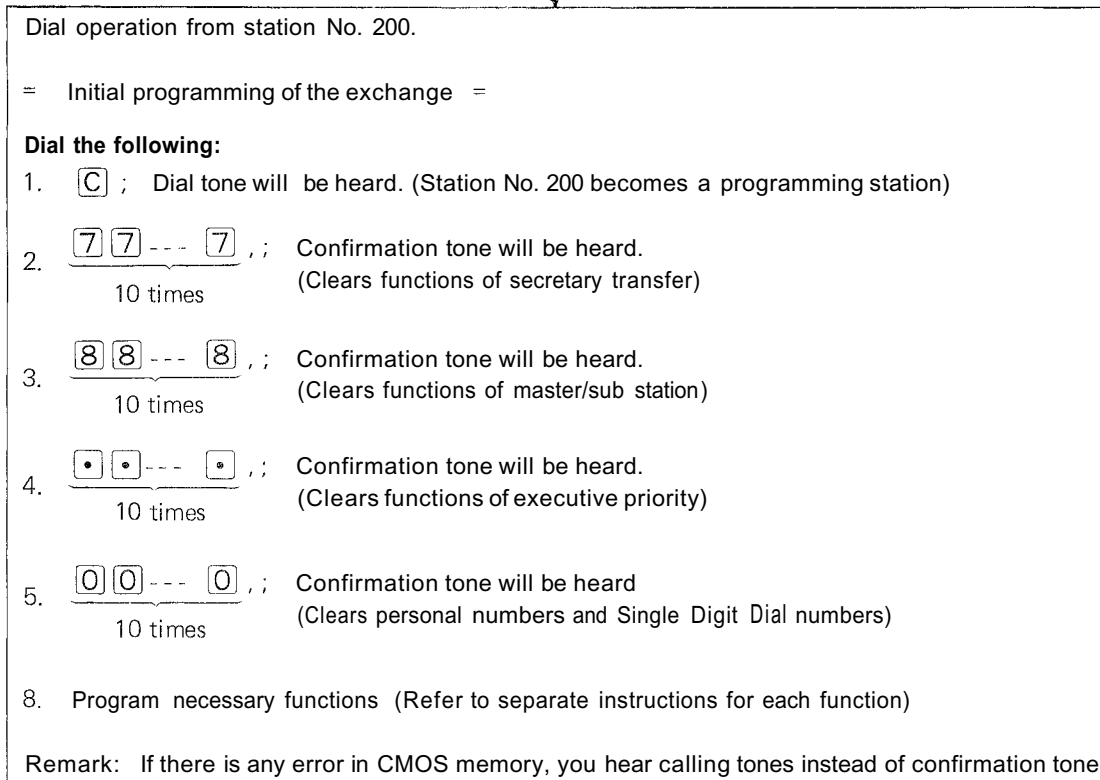 Dial operation from station No. 200.
= Initial programming of the exchange =
Dial the following:
1. C ; Dial tone will be heard. (Station No. 200 becomes a programming station)
2. 7 7 --- 7 , ; Confirmation tone will be heard.
10 times (Clears functions of secretary transfer)
3. 8 8 --- 8 , ; Confirmation tone will be heard.
10 times (Clears functions of master/sub station)
4. • • --- • , ; Confirmation tone will be heard.
10 times (Clears functions of executive priority)
5. 0 0 --- 0 , ; Confirmation tone will be heard
10 times (Clears personal numbers and Single Digit Dial numbers)
8. Program necessary functions (Refer to separate instructions for each function)
Remark: If there is any error in CMOS memory, you hear calling tones instead of confirmation tone